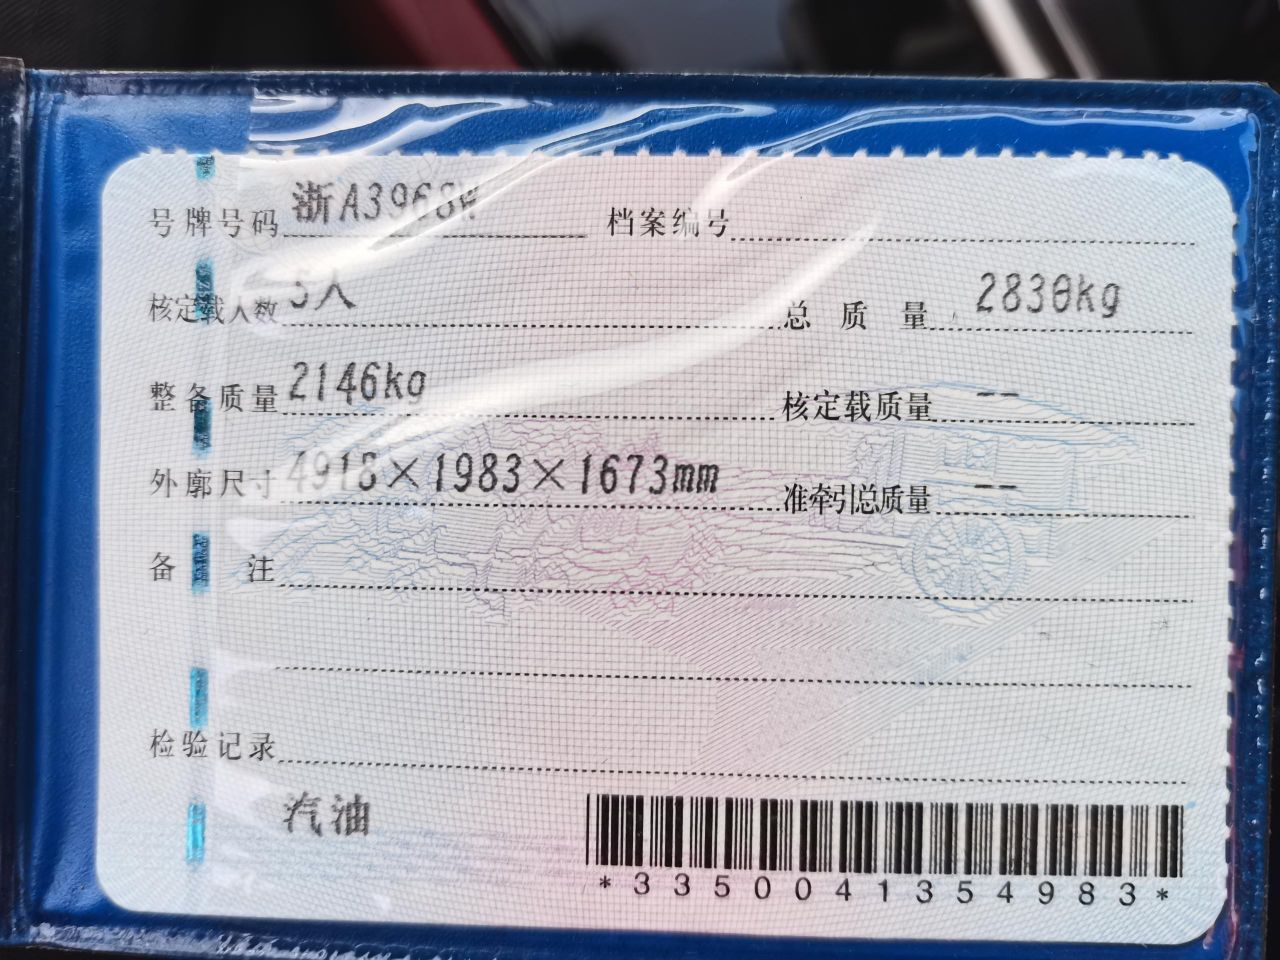 号牌号码 浙A3968W 档案编号
核定载人数 5人 总质量 2830kg
整备质量 2146kg 核定载质量 --
外廓尺寸 4918×1983×1673mm 准牵引总质量 --
备注
检验记录
汽油
*3350041354983*